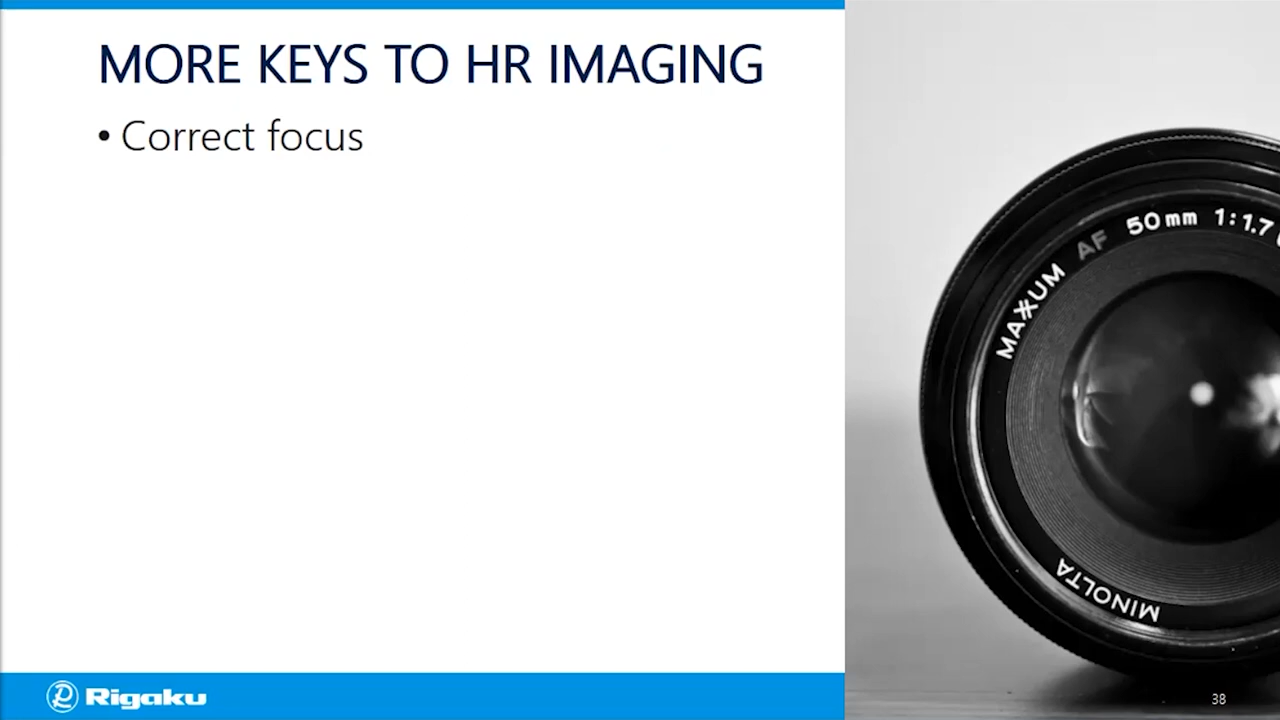 MORE KEYS TO HR IMAGING
• Correct focus
MAXXUM AF 50mm 1:1.7
MINOLTA
Rigaku
38